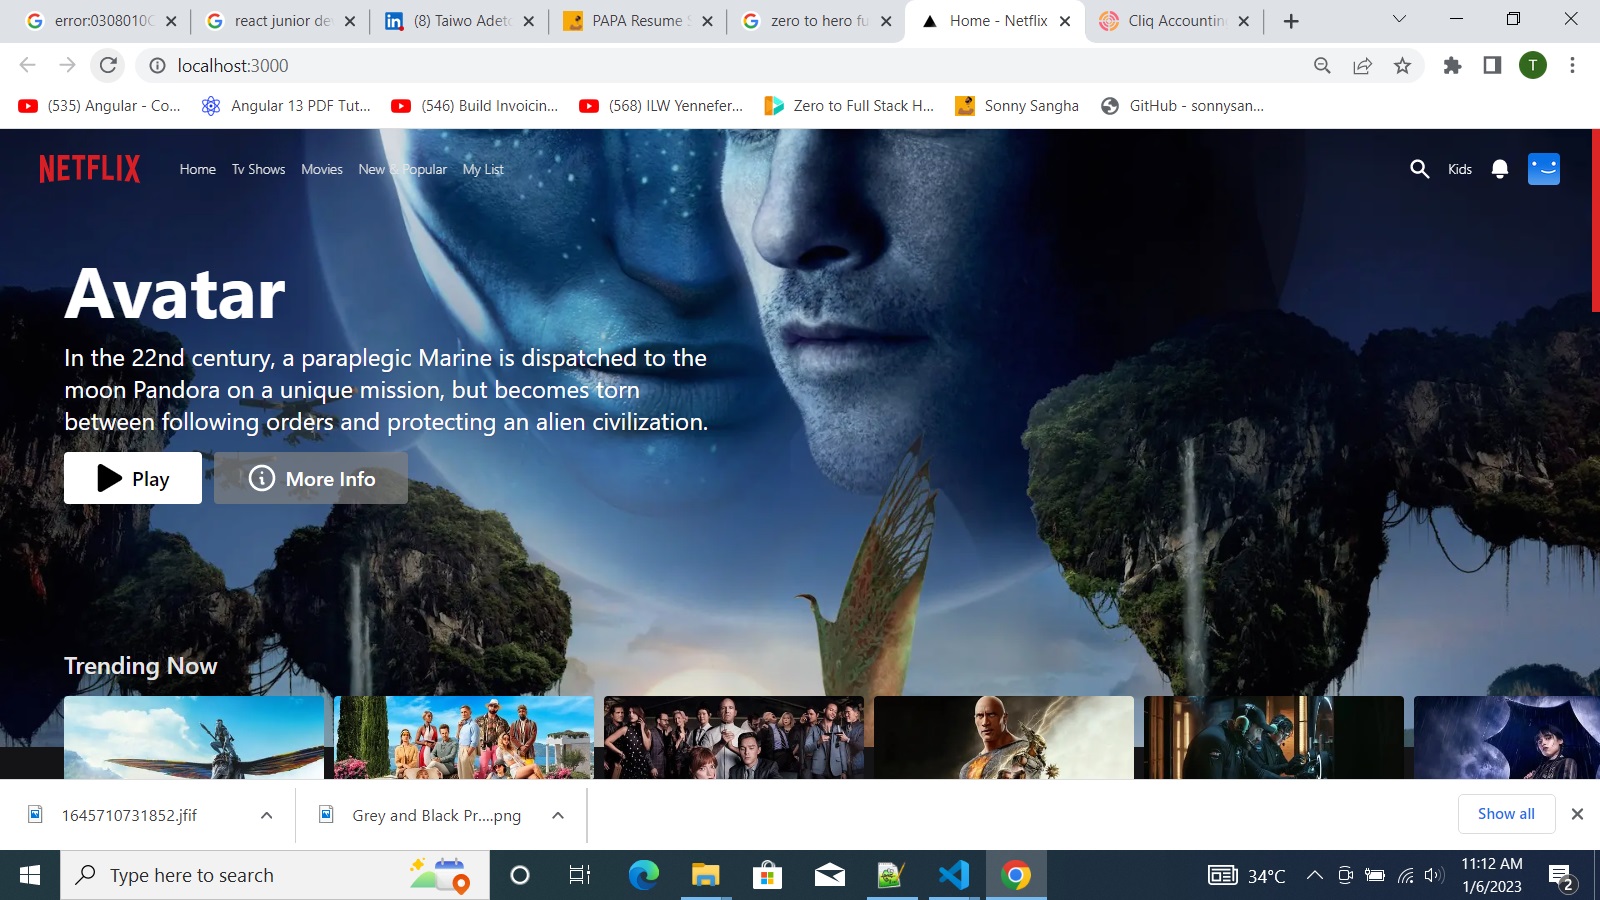 error:0308010C
react junior dev
(8) Taiwo Adeto
PAPA Resume S
zero to hero fu
Home - Netflix
Cliq Accounting
localhost:3000
T
(535) Angular - Co...
Angular 13 PDF Tut...
(546) Build Invoicin...
(568) ILW Yennefer...
Zero to Full Stack H...
Sonny Sangha
GitHub - sonnysan...
NETFLIX
Home
Tv Shows
Movies
New & Popular
My List
Kids
Avatar
In the 22nd century, a paraplegic Marine is dispatched to the
moon Pandora on a unique mission, but becomes torn
between following orders and protecting an alien civilization.
Play
More Info
Trending Now
1645710731852.jfif
Grey and Black Pr....png
Show all
Type here to search
34°C
11:12 AM
1/6/2023
2